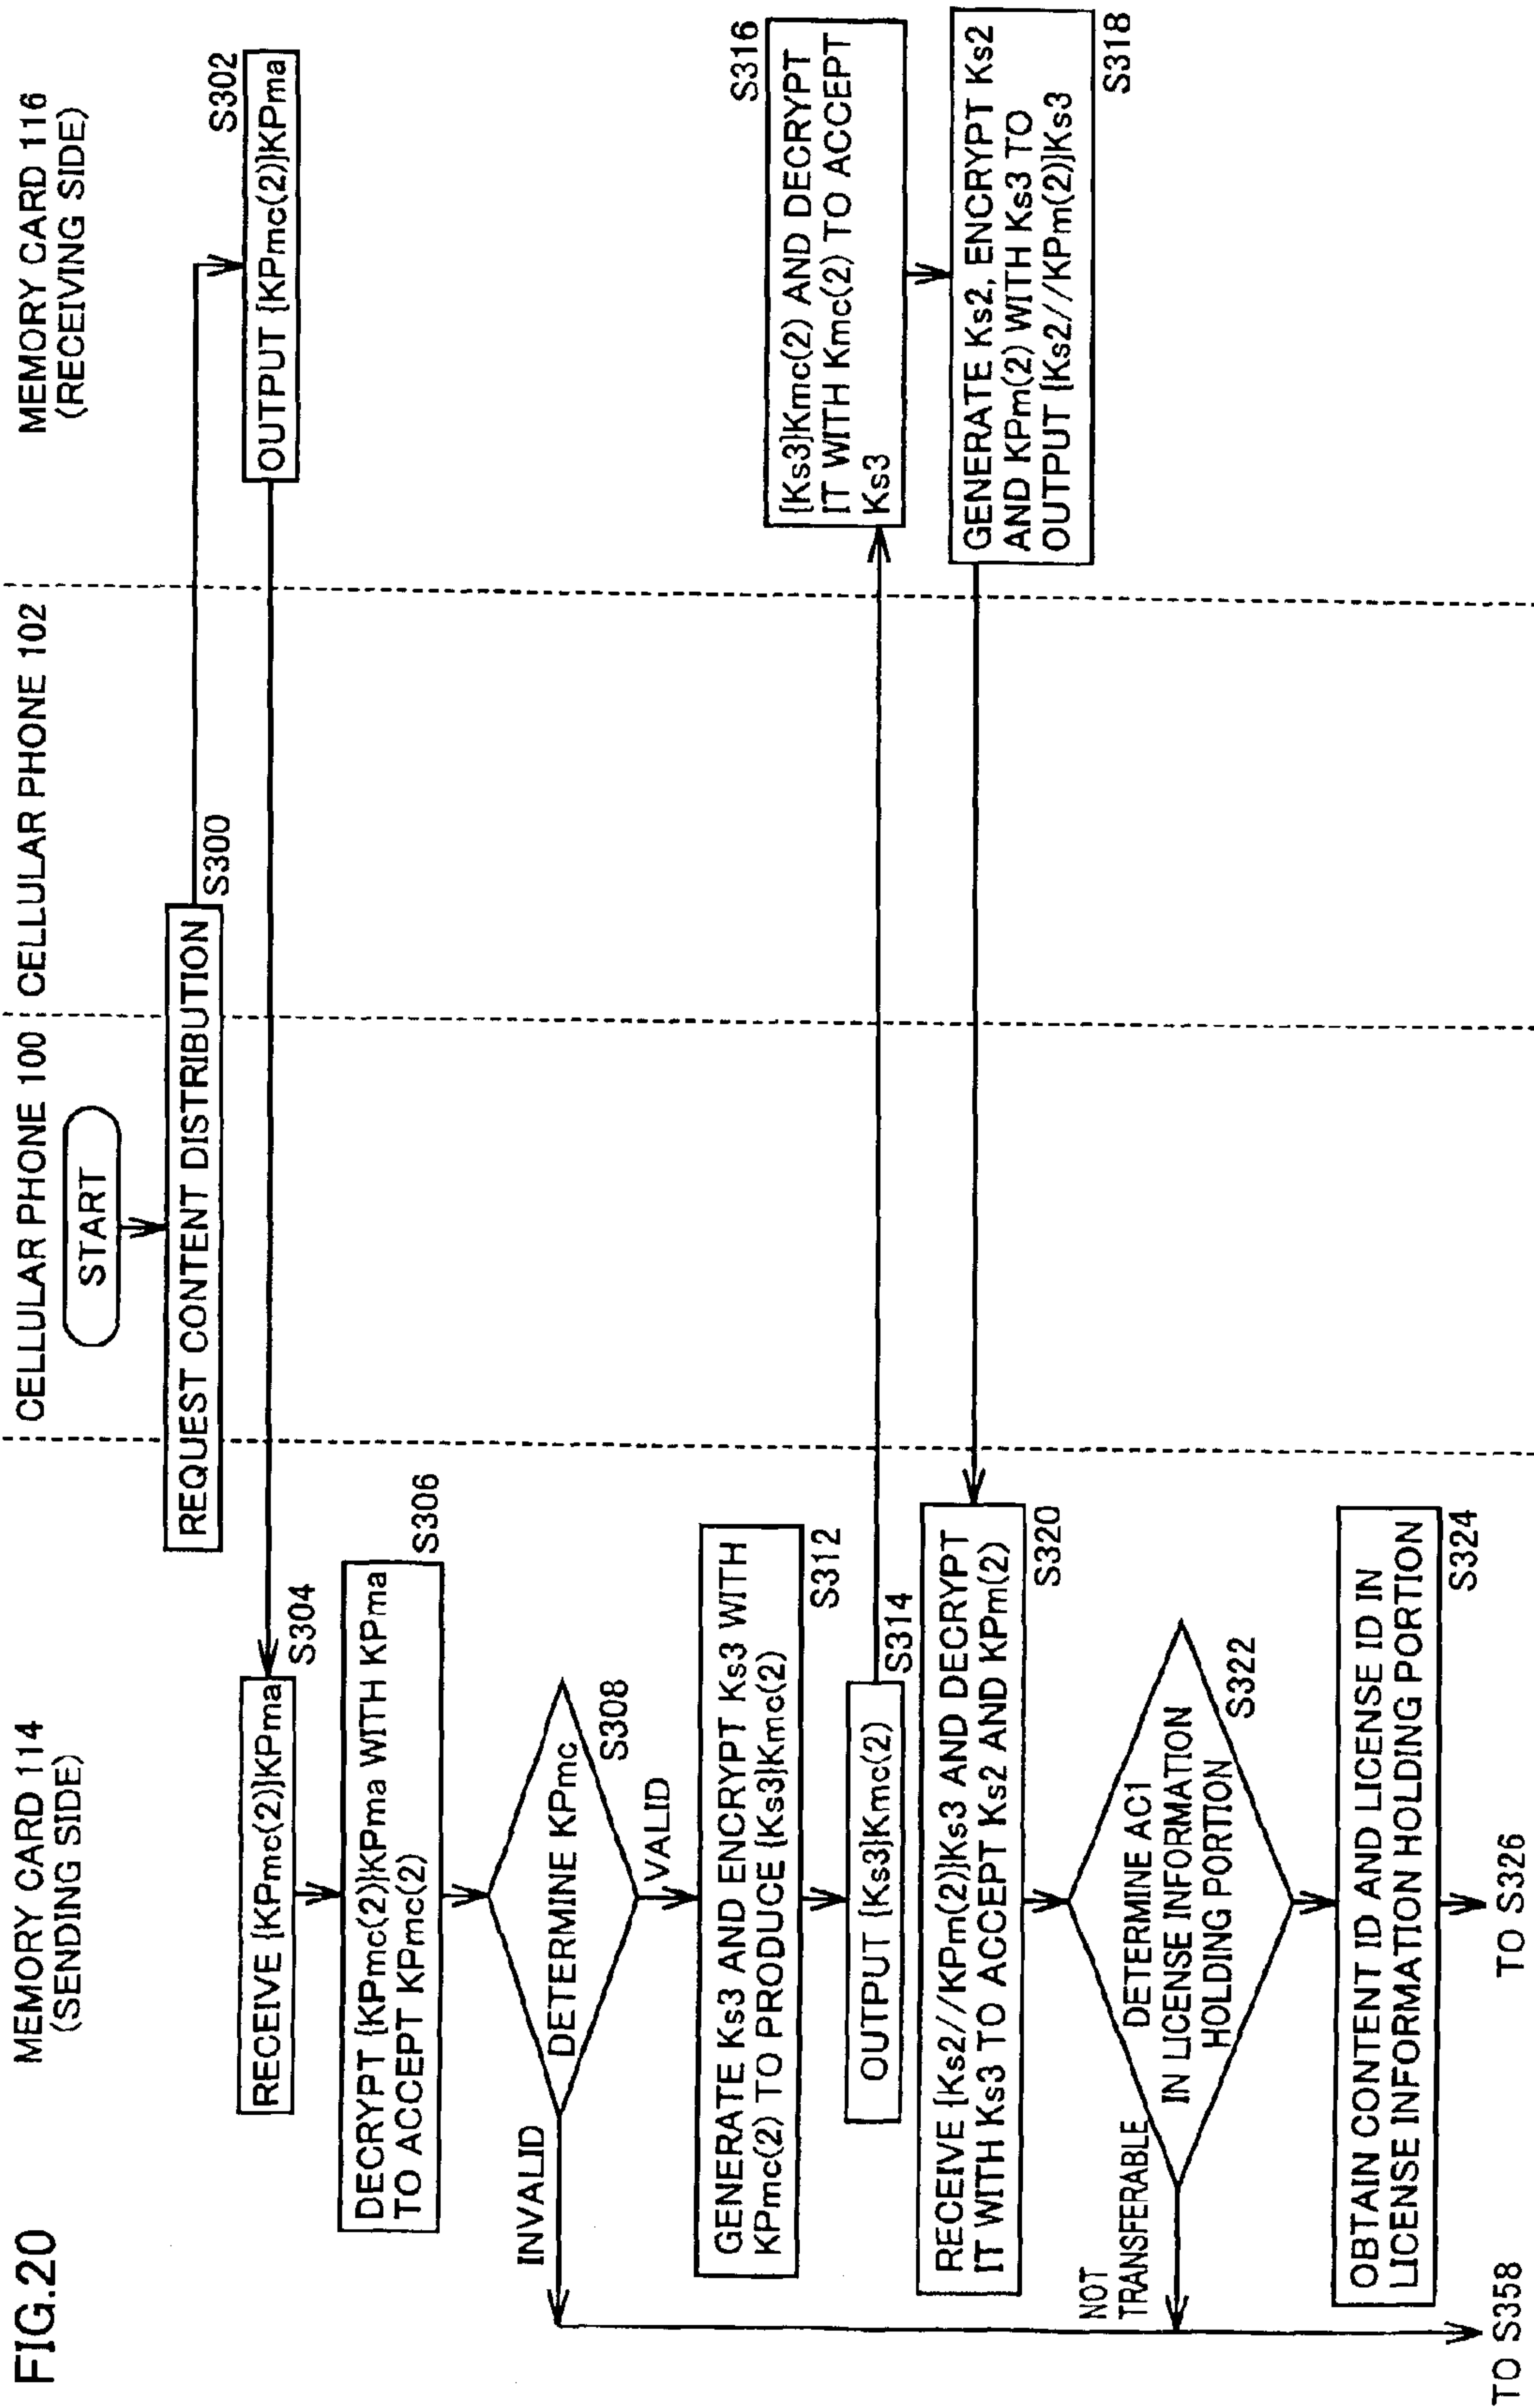 FIG.20
MEMORY CARD 114
(SENDING SIDE)
CELLULAR PHONE 100
CELLULAR PHONE 102
MEMORY CARD 116
(RECEIVING SIDE)
START
REQUEST CONTENT DISTRIBUTION
S300
S302
OUTPUT {KPmc(2)}KPma
RECEIVE {KPmc(2)}KPma
S304
DECRYPT {KPmc(2)}KPma WITH KPma
TO ACCEPT KPmc(2)
S306
DETERMINE KPmc
S308
INVALID
VALID
GENERATE Ks3 AND ENCRYPT Ks3 WITH
KPmc(2) TO PRODUCE {Ks3}Kmc(2)
S312
OUTPUT {Ks3}Kmc(2)
S314
S316
{Ks3}Kmc(2) AND DECRYPT
IT WITH Kmc(2) TO ACCEPT
Ks3
GENERATE Ks2, ENCRYPT Ks2
AND KPm(2) WITH Ks3 TO
OUTPUT {Ks2//KPm(2)}Ks3
S318
RECEIVE {Ks2//KPm(2)}Ks3 AND DECRYPT
IT WITH Ks3 TO ACCEPT Ks2 AND KPm(2)
S320
NOT
TRANSFERABLE
DETERMINE AC1
IN LICENSE INFORMATION
HOLDING PORTION
S322
OBTAIN CONTENT ID AND LICENSE ID IN
LICENSE INFORMATION HOLDING PORTION
S324
TO S358
TO S326